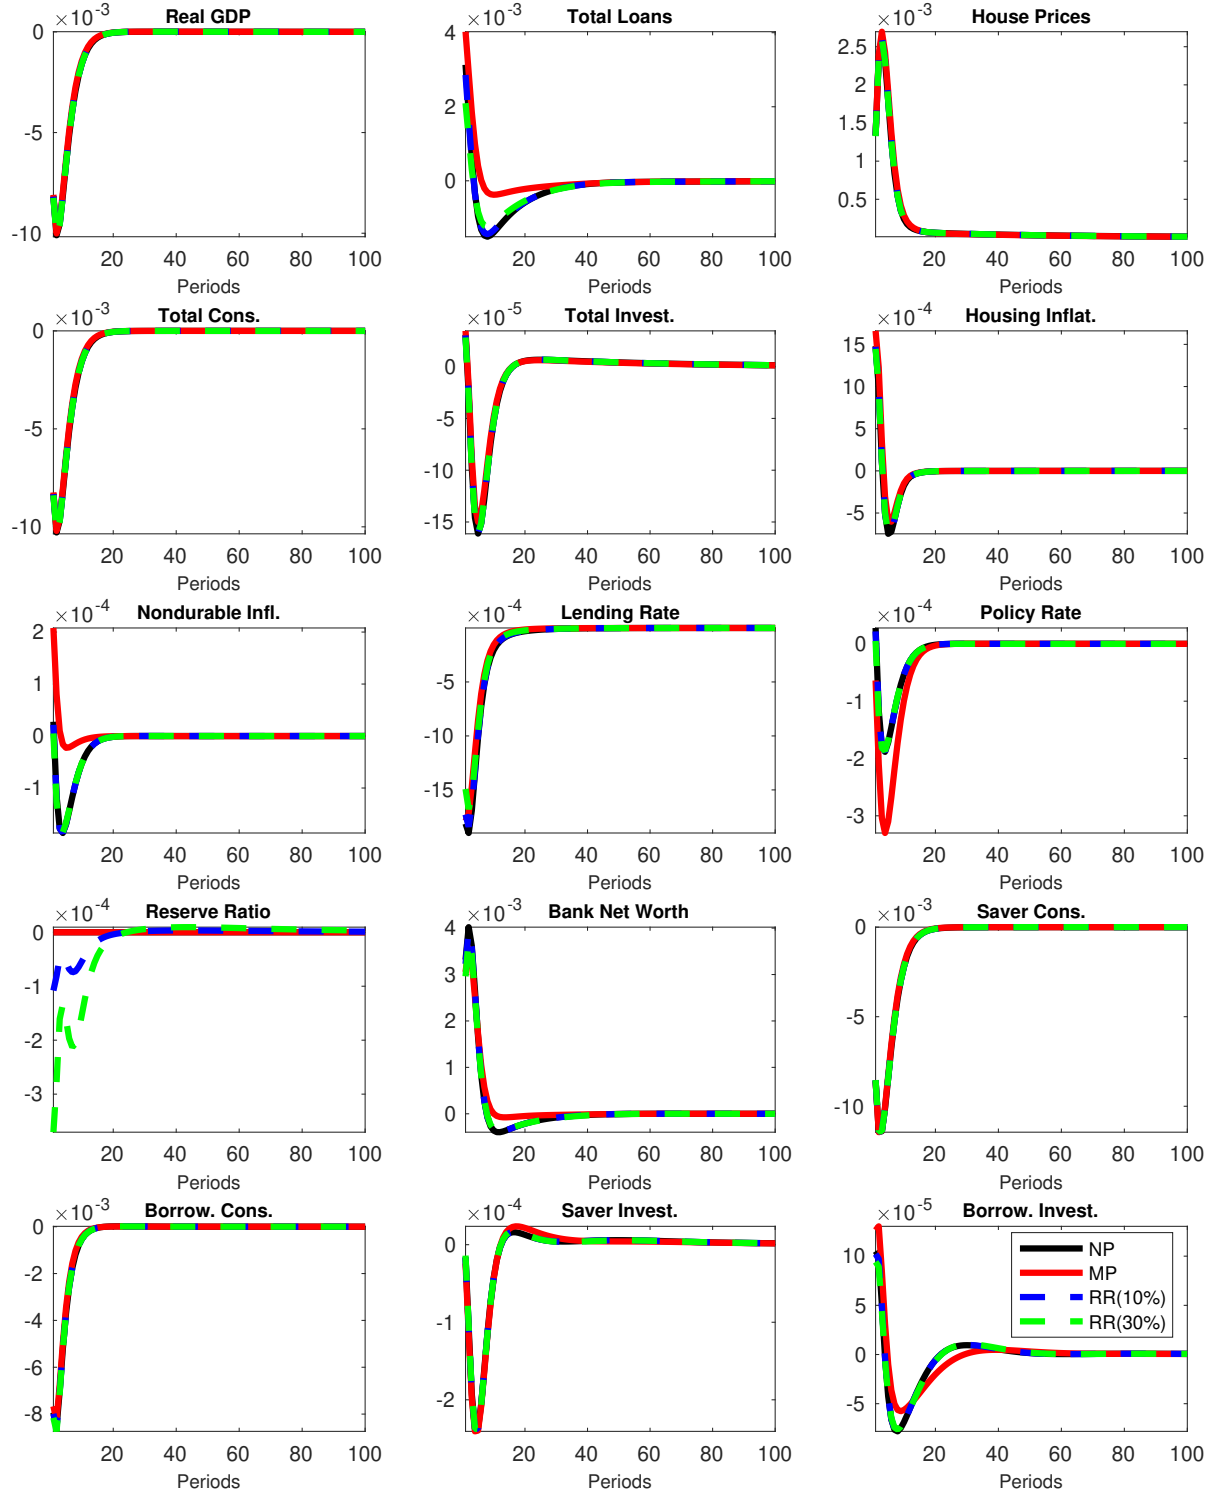 Real GDP
×10-3
0
-5
-10
20 40 60 80 100
Periods
Total Loans
×10-3
4
2
0
20 40 60 80 100
Periods
House Prices
×10-3
2.5
2
1.5
1
0.5
20 40 60 80 100
Periods
Total Cons.
×10-3
0
-5
-10
20 40 60 80 100
Periods
Total Invest.
×10-5
0
-5
-10
-15
20 40 60 80 100
Periods
Housing Inflat.
×10-4
15
10
5
0
-5
20 40 60 80 100
Periods
Nondurable Infl.
×10-4
2
1
0
-1
20 40 60 80 100
Periods
Lending Rate
×10-4
-5
-10
-15
20 40 60 80 100
Periods
Policy Rate
×10-4
0
-1
-2
-3
20 40 60 80 100
Periods
Reserve Ratio
×10-4
0
-1
-2
-3
20 40 60 80 100
Periods
Bank Net Worth
×10-3
4
3
2
1
0
20 40 60 80 100
Periods
Saver Cons.
×10-3
0
-5
-10
20 40 60 80 100
Periods
Borrow. Cons.
×10-3
0
-2
-4
-6
-8
20 40 60 80 100
Periods
Saver Invest.
×10-4
0
-1
-2
20 40 60 80 100
Periods
Borrow. Invest.
×10-5
10
5
0
-5
NP
MP
RR(10%)
RR(30%)
20 40 60 80 100
Periods